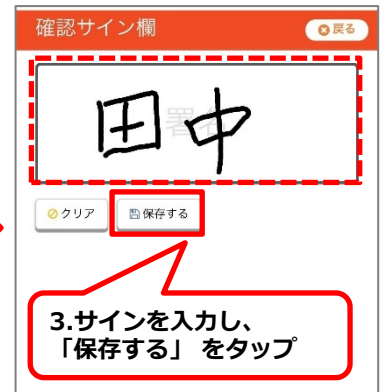 確認サイン欄
戻る
署名
田中
クリア
保存する
3.サインを入力し、
「保存する」 をタップ